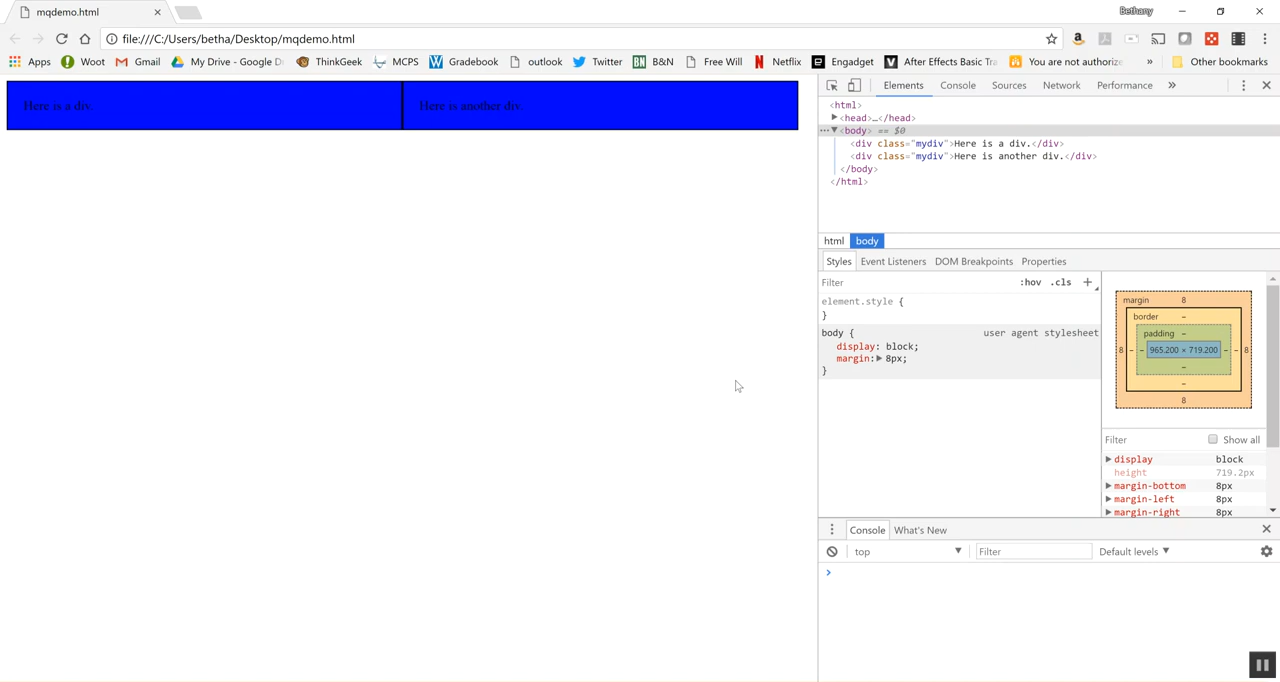 mqdemo.html
Bethany
file:///C:/Users/betha/Desktop/mqdemo.html
Apps Woot Gmail My Drive - Google D ThinkGeek MCPS Gradebook outlook Twitter B&N Free Will Netflix Engadget After Effects Basic Tra You are not authoriz » Other bookmarks
Here is a div. Here is another div.
Elements Console Sources Network Performance »
<html>
<head>…</head>
<body> == $0
<div class="mydiv">Here is a div.</div>
<div class="mydiv">Here is another div.</div>
</body>
</html>
html body
Styles Event Listeners DOM Breakpoints Properties
Filter :hov .cls +
element.style {
}
body { user agent stylesheet
display: block;
margin: 8px;
}
margin 8
border –
padding –
8 – – 965.200 × 719.200 – – 8
–
–
8
Filter Show all
display block
height 719.2px
margin-bottom 8px
margin-left 8px
margin-right 8px
Console What's New
top Filter Default levels